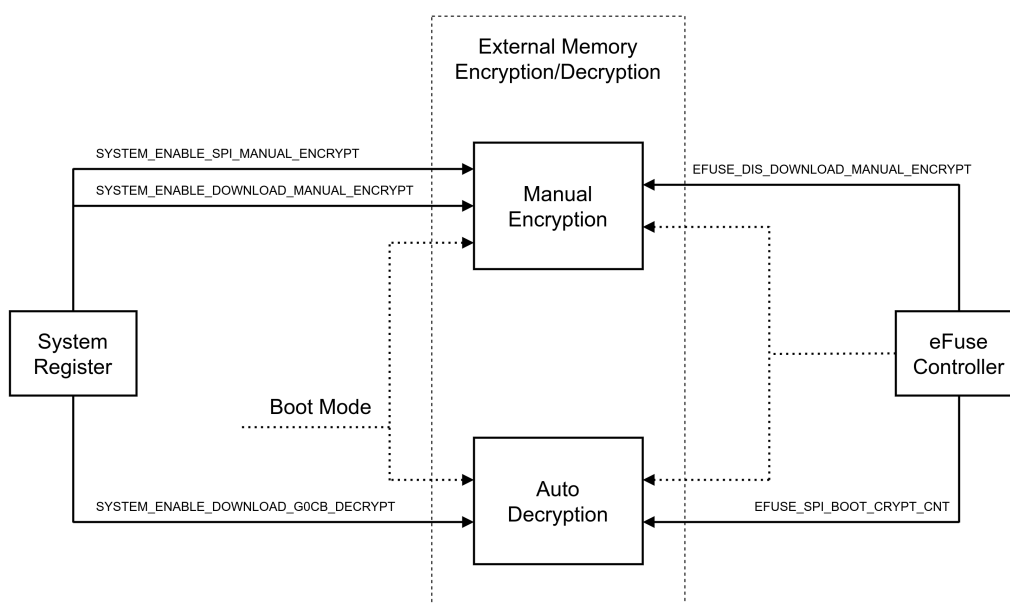 External Memory
Encryption/Decryption
SYSTEM_ENABLE_SPI_MANUAL_ENCRYPT
SYSTEM_ENABLE_DOWNLOAD_MANUAL_ENCRYPT
Manual
Encryption
EFUSE_DIS_DOWNLOAD_MANUAL_ENCRYPT
System
Register
eFuse
Controller
Boot Mode
Auto
Decryption
SYSTEM_ENABLE_DOWNLOAD_G0CB_DECRYPT
EFUSE_SPI_BOOT_CRYPT_CNT